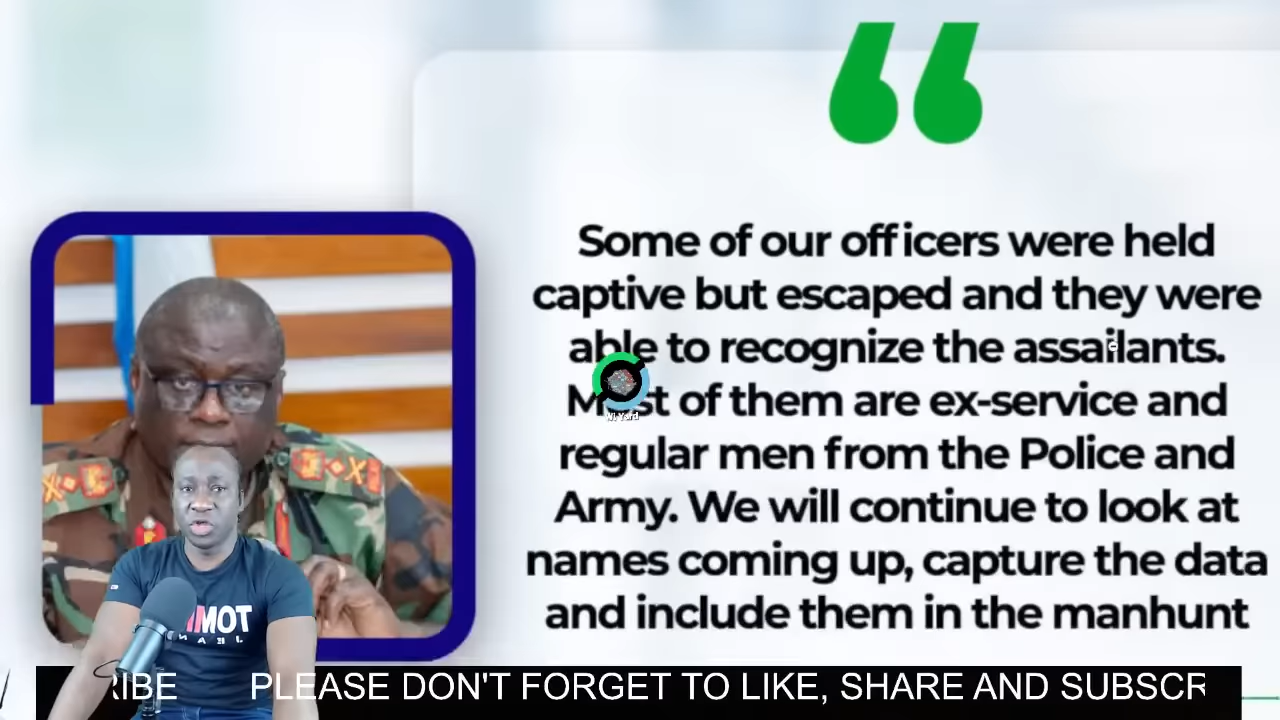 Some of our officers were held
captive but escaped and they were
able to recognize the assailants.
Most of them are ex-service and
regular men from the Police and
Army. We will continue to look at
names coming up, capture the data
and include them in the manhunt
Wi Yard
RIBE PLEASE DON'T FORGET TO LIKE, SHARE AND SUBSCR